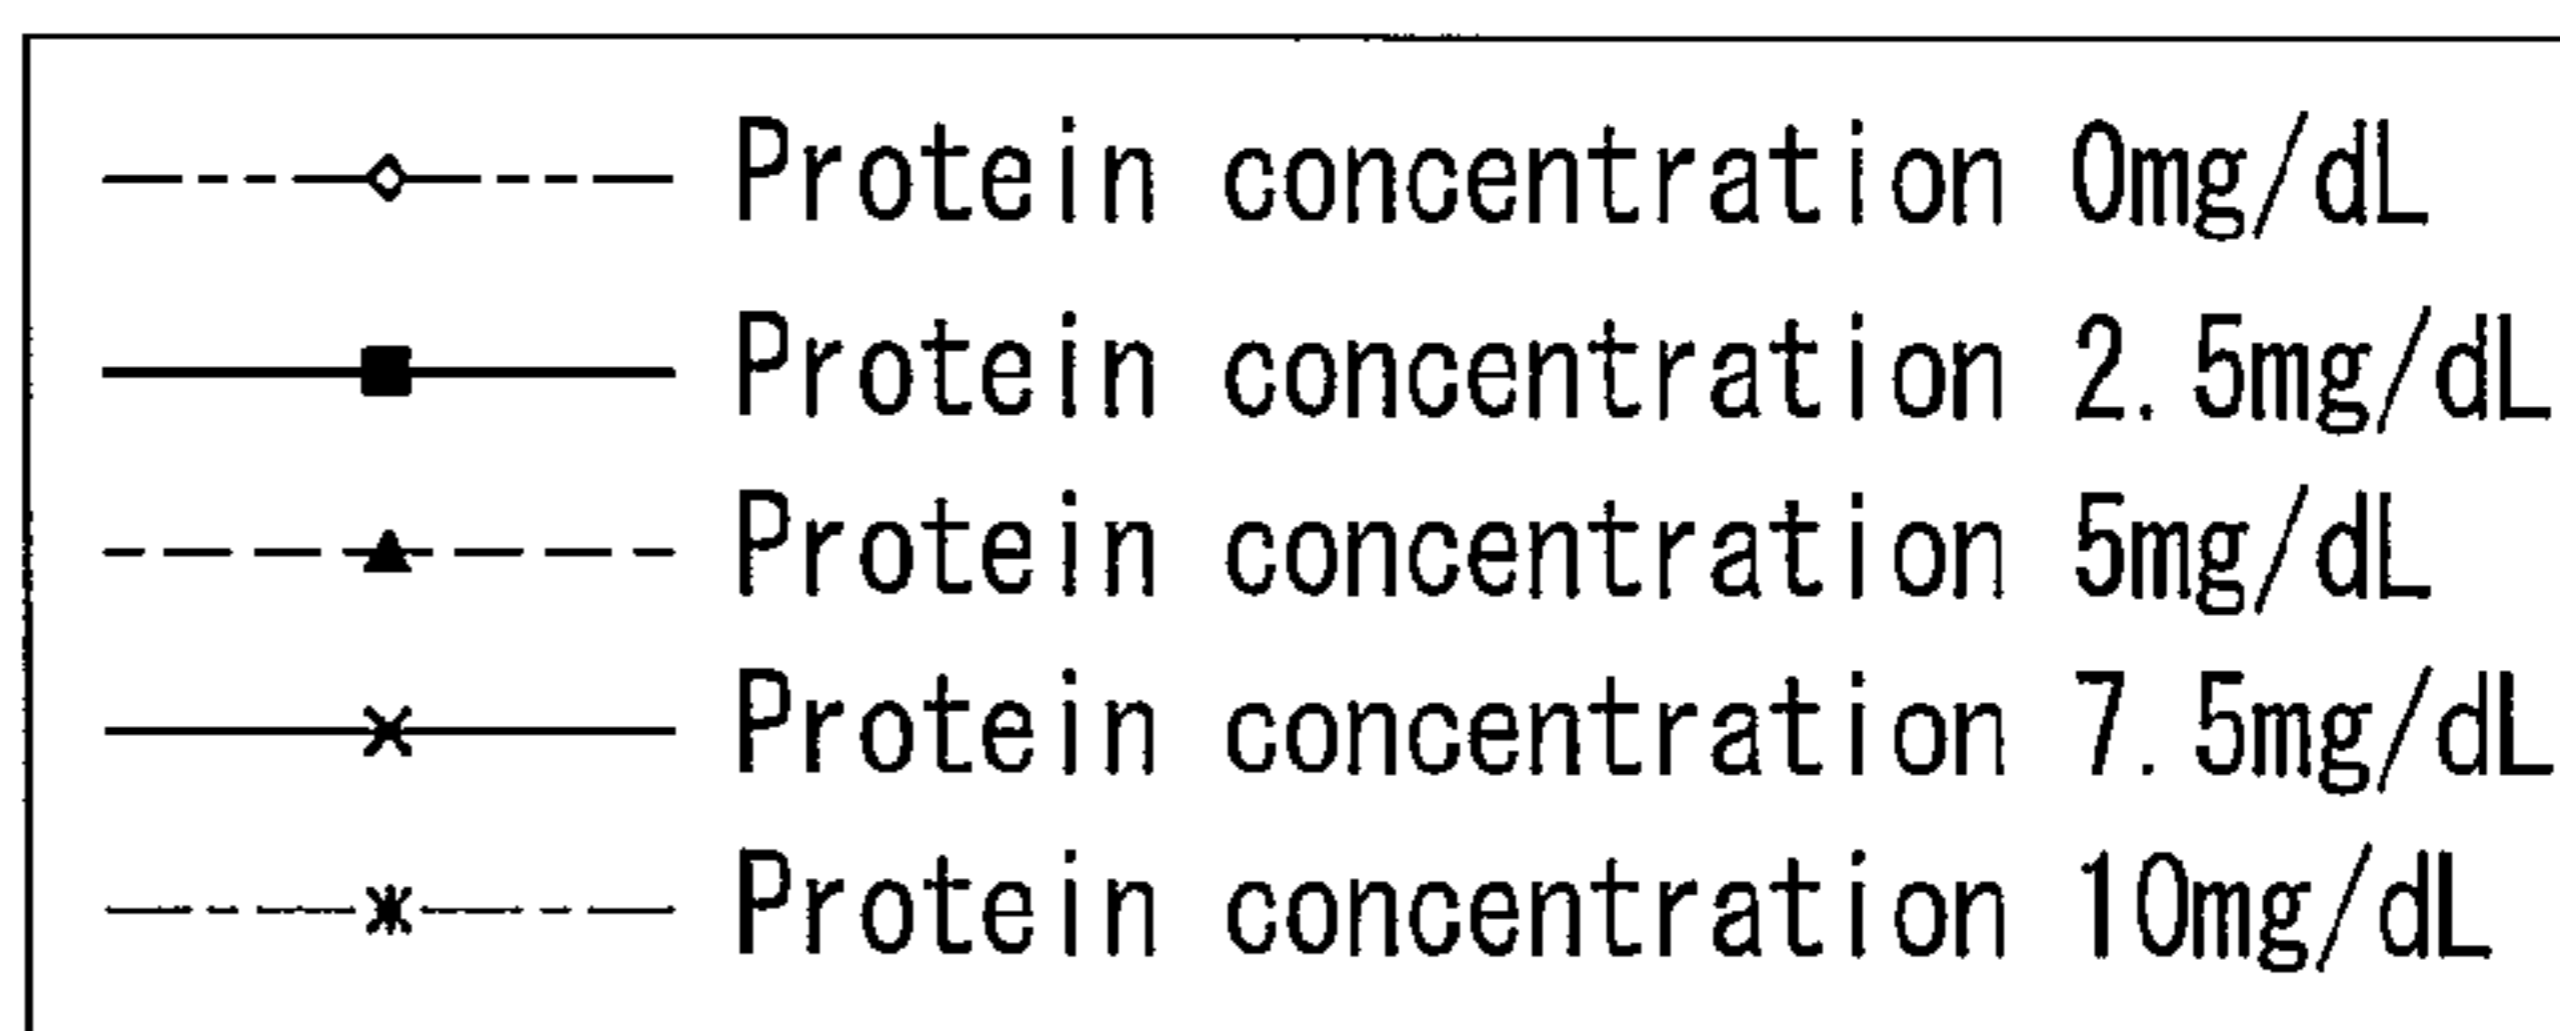 Protein concentration 0mg/dL
Protein concentration 2.5mg/dL
Protein concentration 5mg/dL
Protein concentration 7.5mg/dL
Protein concentration 10mg/dL